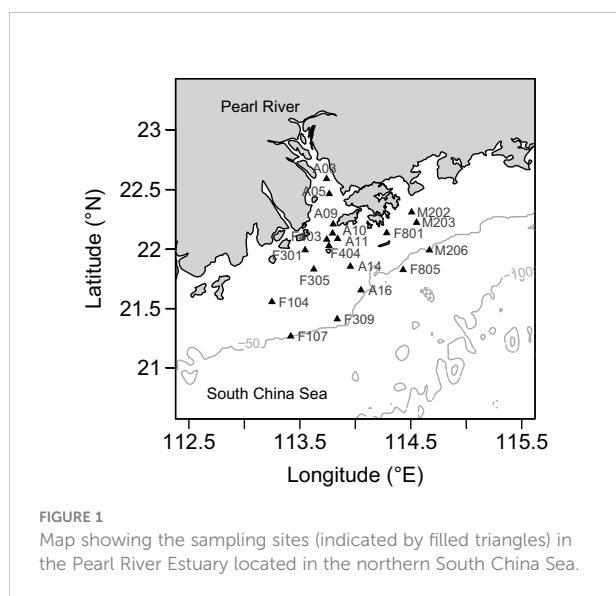 Pearl River
23
A03
22.5
A05
A09
M202
A10
M203
F403
A11
F801
22
F301
F404
M206
A14
F305
F805
−100
A16
21.5
F104
F309
−50
F107
21
South China Sea
Latitude (°N)
112.5 113.5 114.5 115.5
Longitude (°E)
FIGURE 1
Map showing the sampling sites (indicated by filled triangles) in
the Pearl River Estuary located in the northern South China Sea.